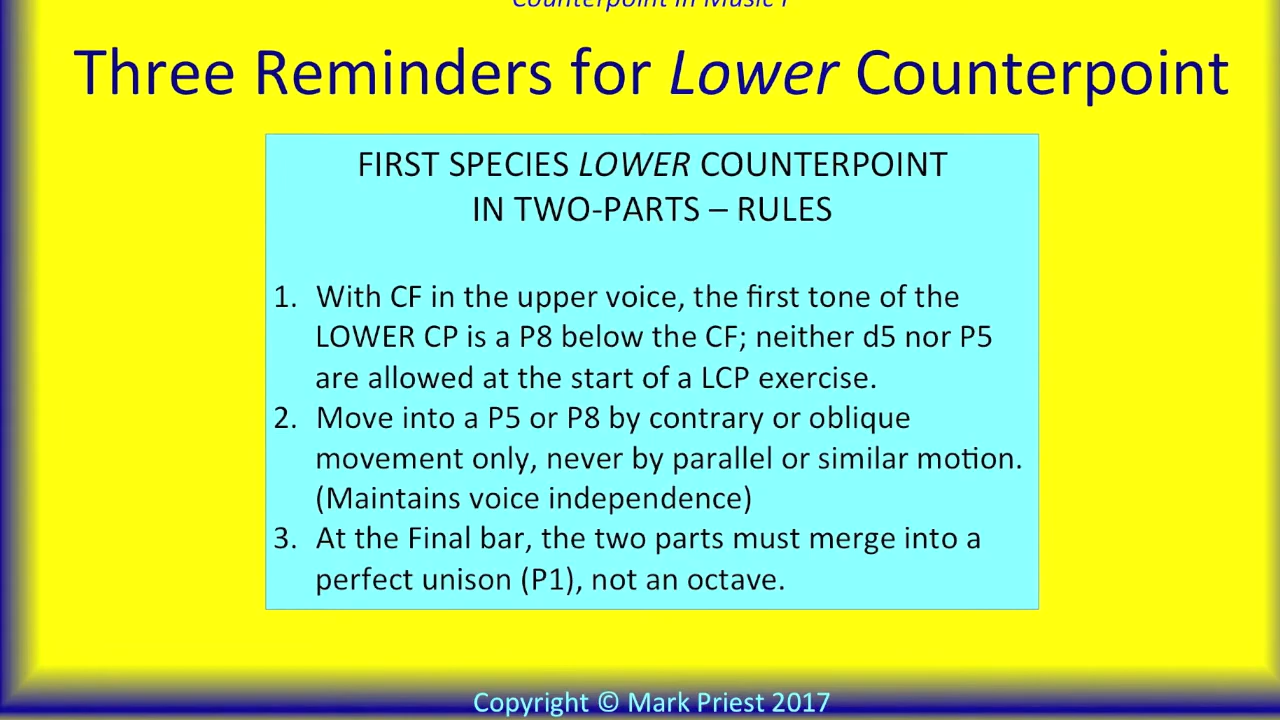 Counterpoint in Music I
Three Reminders for Lower Counterpoint
FIRST SPECIES LOWER COUNTERPOINT
IN TWO-PARTS – RULES
1. With CF in the upper voice, the first tone of the
LOWER CP is a P8 below the CF; neither d5 nor P5
are allowed at the start of a LCP exercise.
2. Move into a P5 or P8 by contrary or oblique
movement only, never by parallel or similar motion.
(Maintains voice independence)
3. At the Final bar, the two parts must merge into a
perfect unison (P1), not an octave.
Copyright © Mark Priest 2017